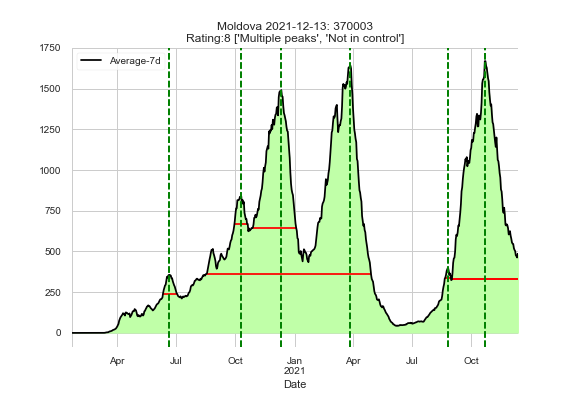 Moldova 2021-12-13: 370003
Rating:8 ['Multiple peaks', 'Not in control']
1750
1500
1250
1000
750
500
250
0
Average-7d
Apr
Jul
Oct
Jan
2021
Apr
Jul
Oct
Date